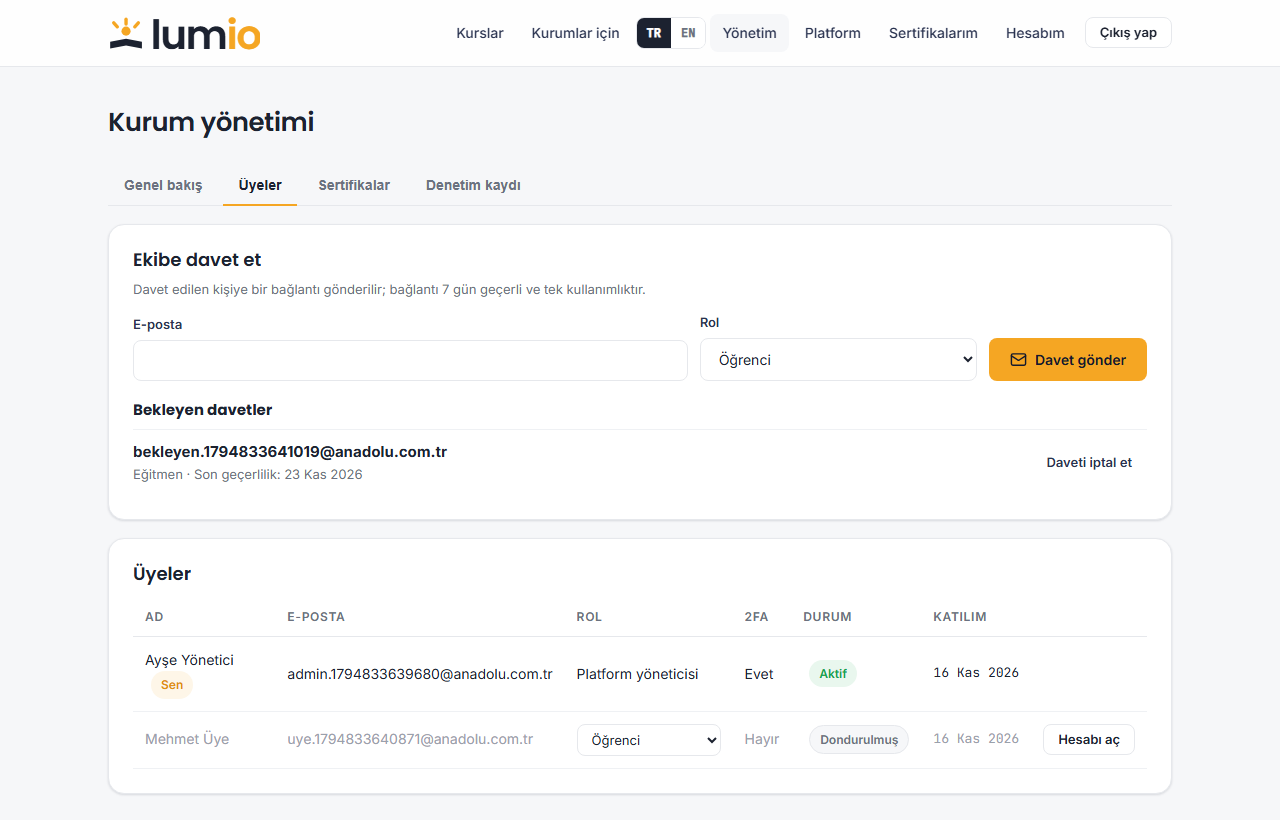 lumio
Kurslar Kurumlar için TR EN Yönetim Platform Sertifikalarım Hesabım Çıkış yap
Kurum yönetimi
Genel bakış Üyeler Sertifikalar Denetim kaydı
Ekibe davet et
Davet edilen kişiye bir bağlantı gönderilir; bağlantı 7 gün geçerli ve tek kullanımlıktır.
E-posta Rol
Öğrenci Davet gönder
Bekleyen davetler
bekleyen.1794833641019@anadolu.com.tr
Eğitmen · Son geçerlilik: 23 Kas 2026
Daveti iptal et
Üyeler
AD E-POSTA ROL 2FA DURUM KATILIM
Ayşe Yönetici
Sen
admin.1794833639680@anadolu.com.tr Platform yöneticisi Evet Aktif 16 Kas 2026
Mehmet Üye uye.1794833640871@anadolu.com.tr Öğrenci Hayır Dondurulmuş 16 Kas 2026 Hesabı aç